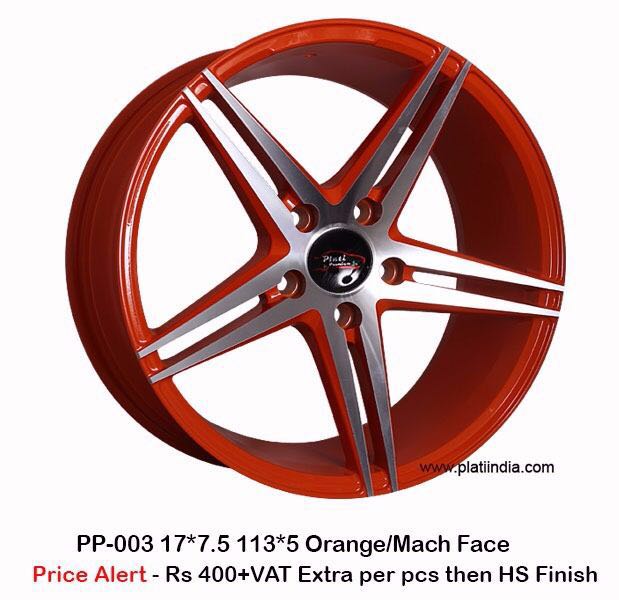 Plati
Premium
www.platiindia.com
PP-003 17*7.5 113*5 Orange/Mach Face
Price Alert - Rs 400+VAT Extra per pcs then HS Finish